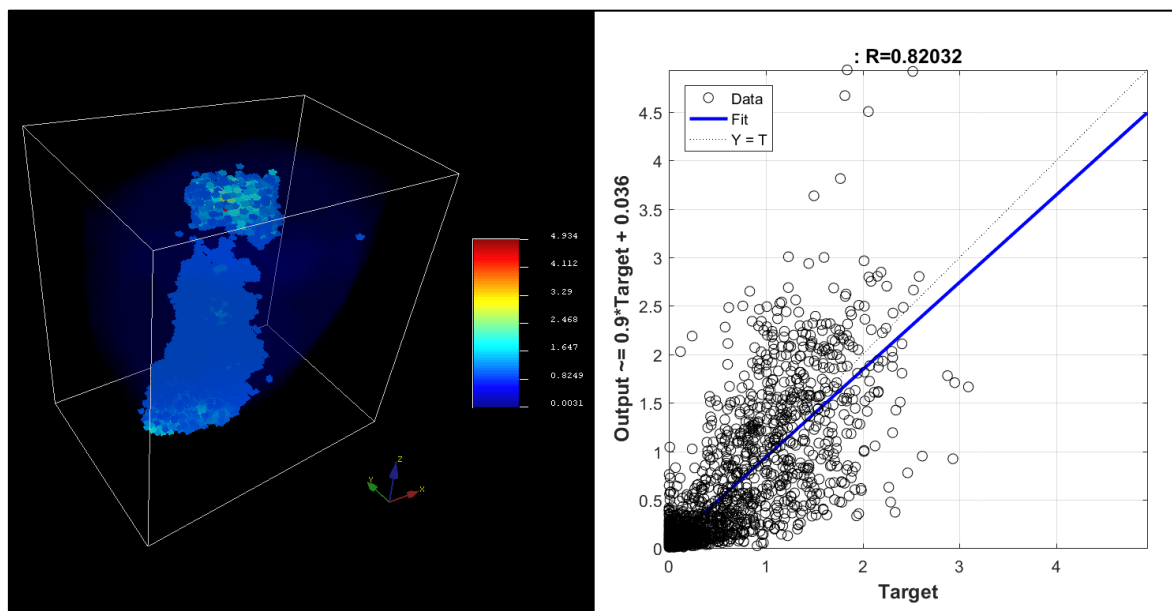 4.934
4.112
3.29
2.468
1.647
0.8249
0.0031
Z
Y
X
: R=0.82032
Data
Fit
Y = T
Output ~= 0.9*Target + 0.036
4.5
4
3.5
3
2.5
2
1.5
1
0.5
0
0 1 2 3 4
Target